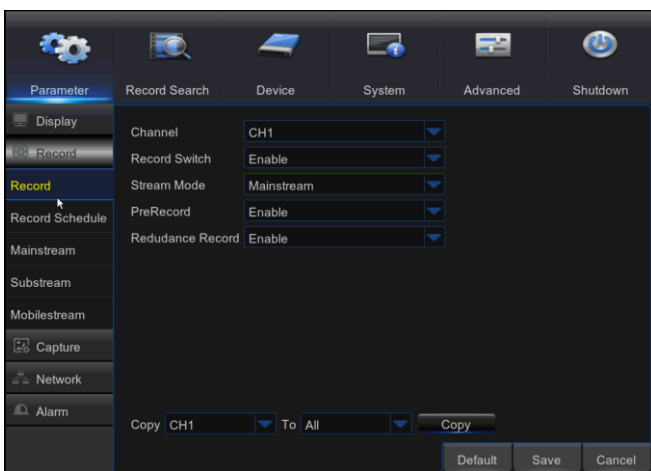 Parameter Record Search Device System Advanced Shutdown
Display
Record
Record
Record Schedule
Mainstream
Substream
Mobilestream
Capture
Network
Alarm
Channel CH1
Record Switch Enable
Stream Mode Mainstream
PreRecord Enable
Redudance Record Enable
Copy CH1 To All Copy
Default Save Cancel